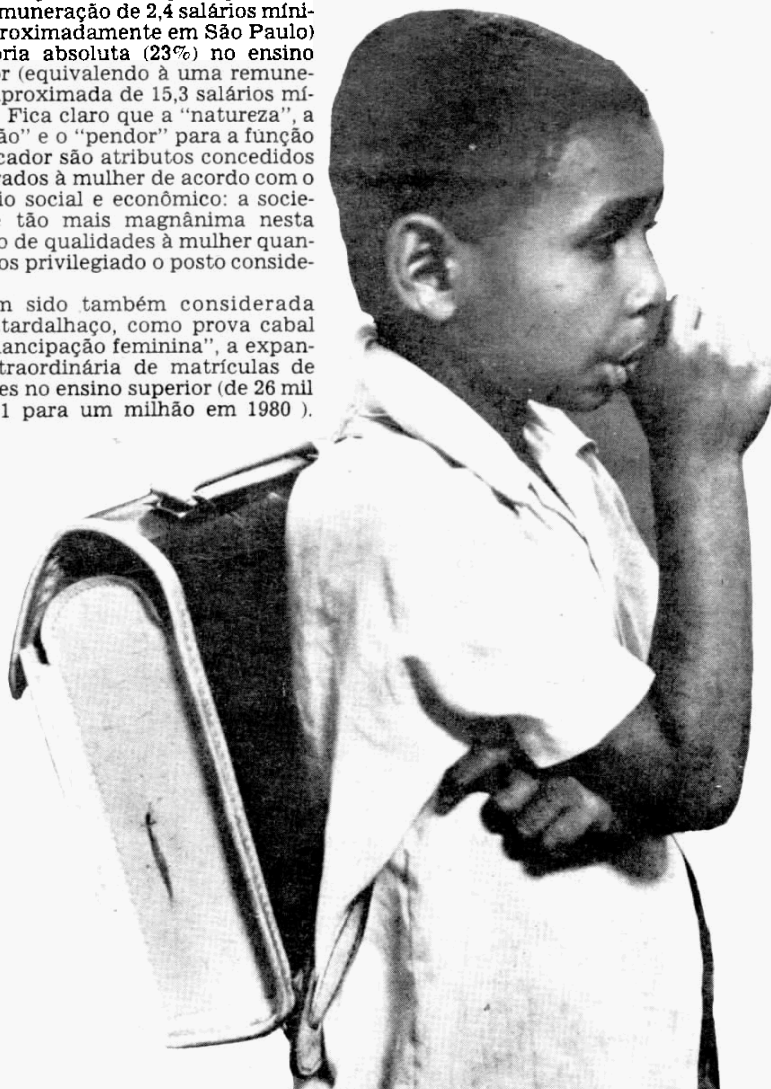 muneração de 2,4 salários míni-
roximadamente em São Paulo)
oria absoluta (23%) no ensino
or (equivalendo à uma remune-
proximada de 15,3 salários mí-
Fica claro que a "natureza", a
ão" e o "pendor" para a função
cador são atributos concedidos
rados à mulher de acordo com o
io social e econômico: a socie-
tão mais magnânima nesta
o de qualidades à mulher quan-
os privilegiado o posto conside-
m sido também considerada
stardalhaço, como prova cabal
ancipação feminina", a expan-
traordinária de matrículas de
es no ensino superior (de 26 mil
1 para um milhão em 1980 ).